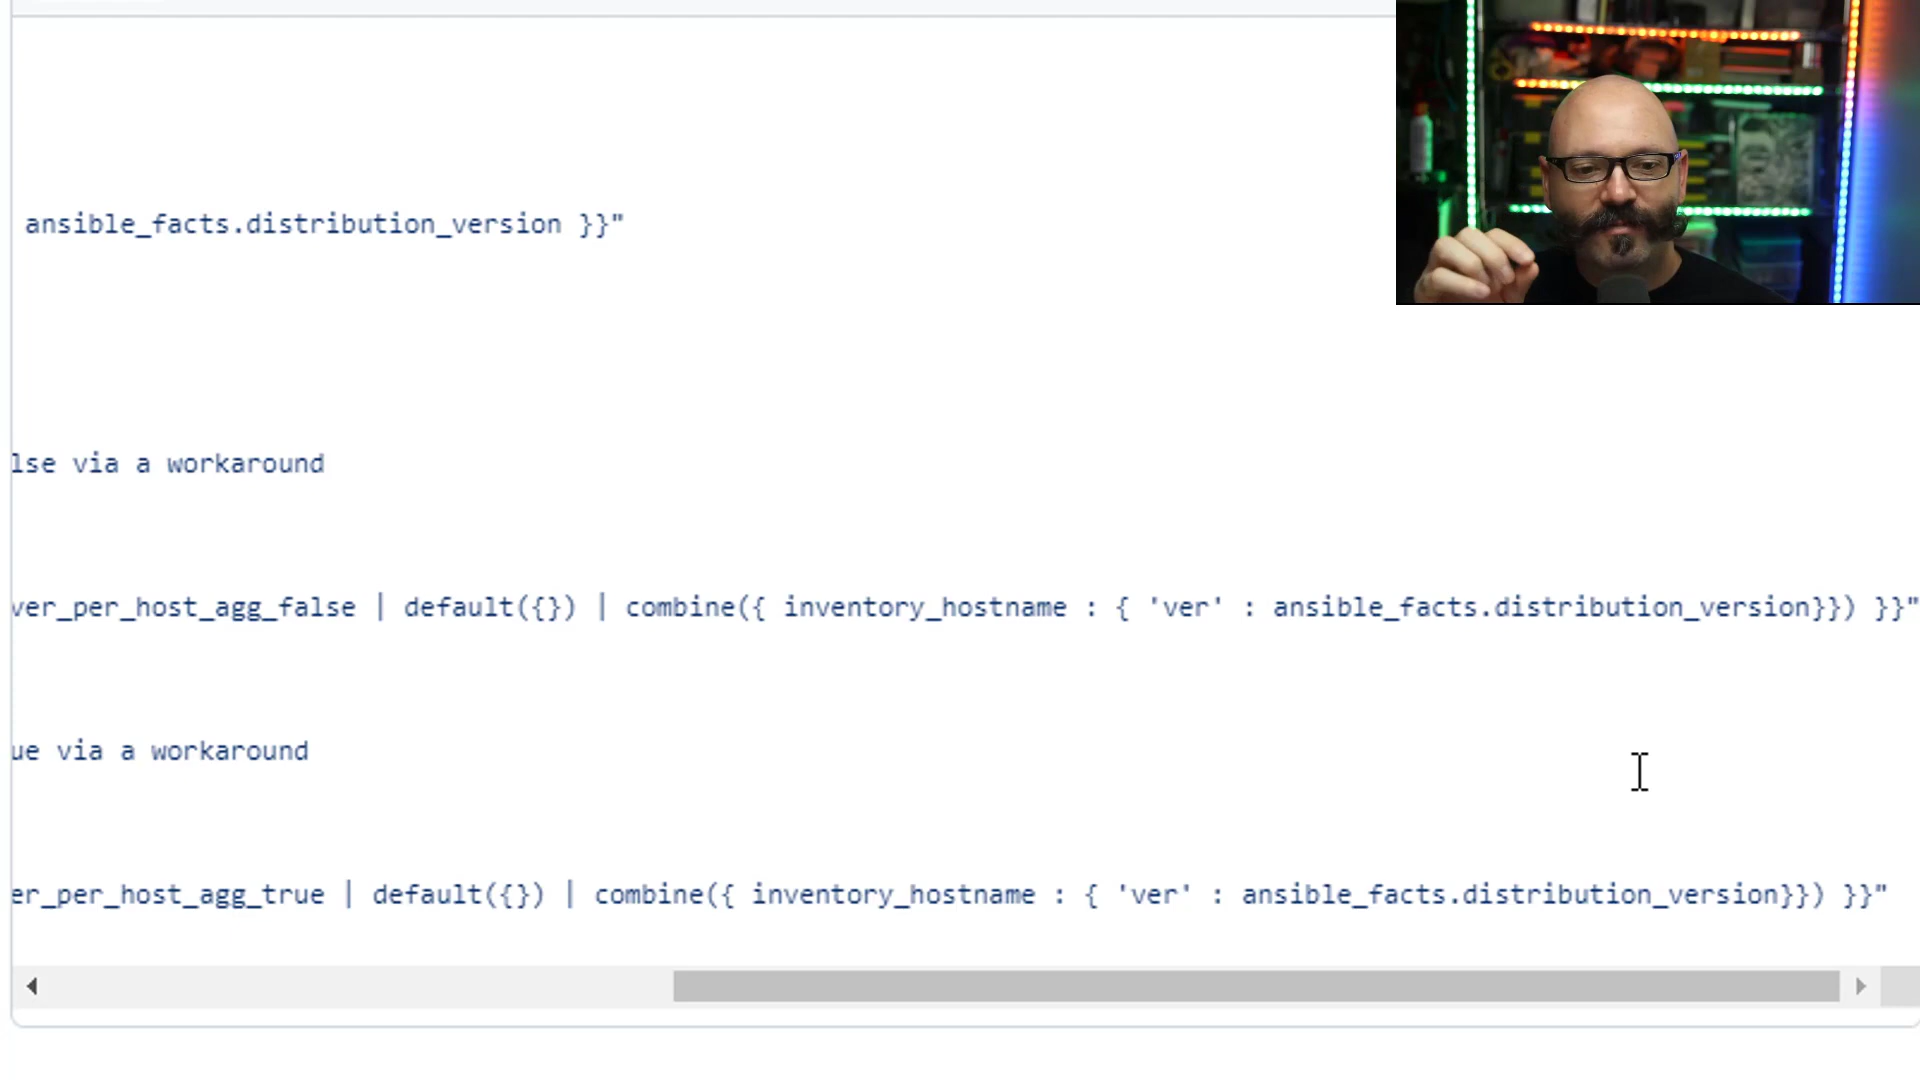 ansible_facts.distribution_version }}"
lse via a workaround
ver_per_host_agg_false | default({}) | combine({ inventory_hostname : { 'ver' : ansible_facts.distribution_version}}) }}"
ue via a workaround
er_per_host_agg_true | default({}) | combine({ inventory_hostname : { 'ver' : ansible_facts.distribution_version}}) }}"